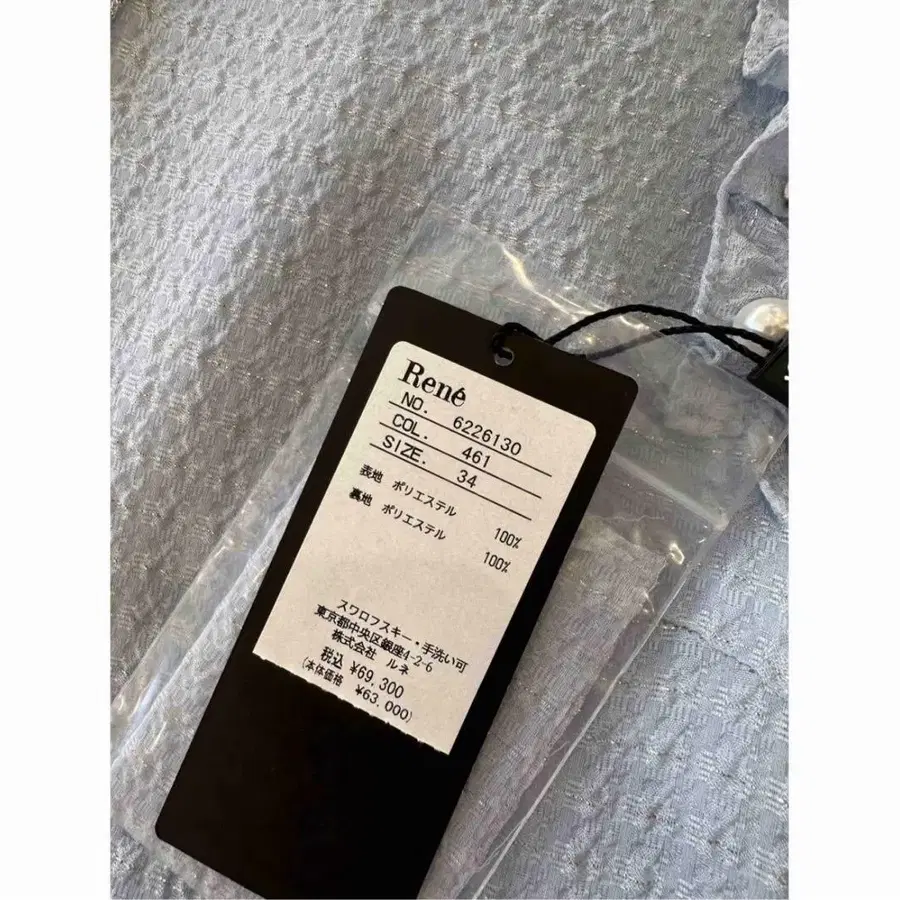 René
NO. 6226130
COL. 461
SIZE. 34
表地 ポリエステル 100%
裏地 ポリエステル 100%
スワロフスキー・手洗い可
東京都中央区銀座4-2-6
株式会社 ルネ
税込 ¥69,300
(本体価格 ¥63,000)